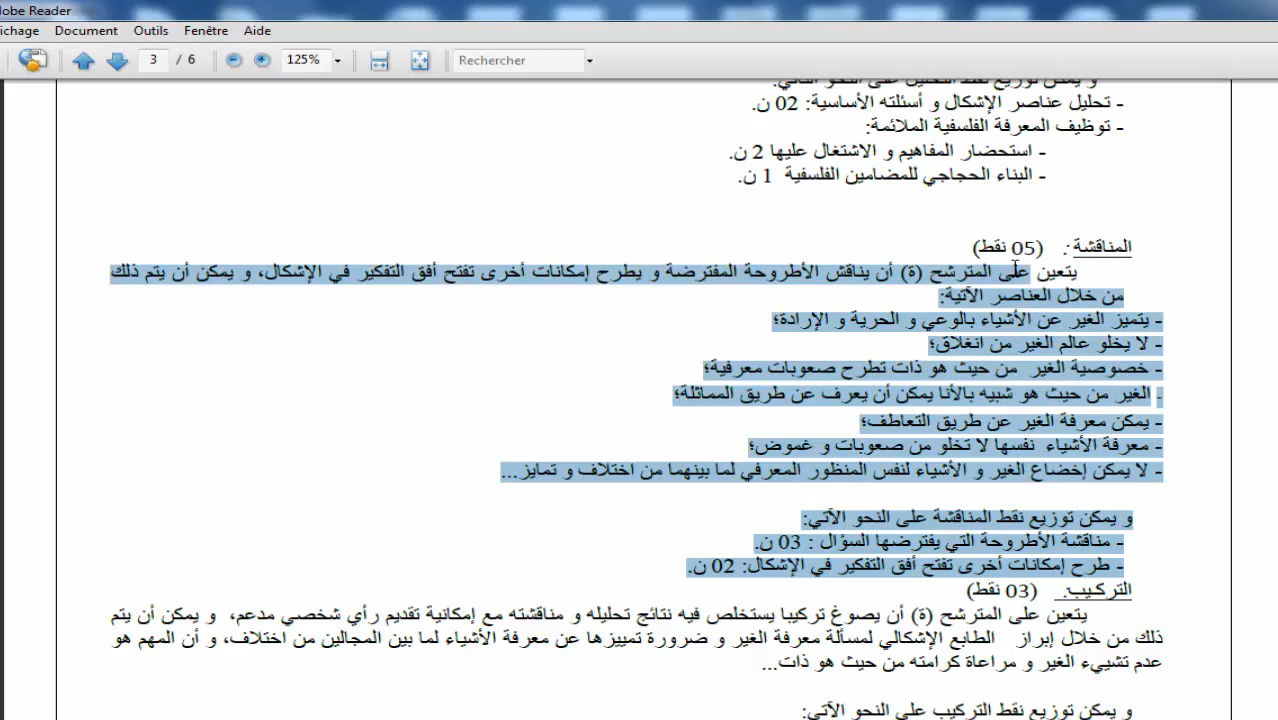 dobe Reader
ichage Document Outils Fenêtre Aide
3 / 6 125% Rechercher
و يمكن توزيع نقط التحليل على النحو التالي:
- تحليل عناصر الإشكال و أسئلته الأساسية: 02 ن.
- توظيف المعرفة الفلسفية الملائمة:
- استحضار المفاهيم و الاشتغال عليها 2 ن.
- البناء الحجاجي للمضامين الفلسفية 1 ن.
المناقشة : (05 نقط)
يتعين على المترشح (ة) أن يناقش الأطروحة المفترضة و يطرح إمكانات أخرى تفتح أفق التفكير في الإشكال، و يمكن أن يتم ذلك
من خلال العناصر الآتية:
- يتميز الغير عن الأشياء بالوعي و الحرية و الإرادة؛
- لا يخلو عالم الغير من انغلاق؛
- خصوصية الغير من حيث هو ذات تطرح صعوبات معرفية؛
- الغير من حيث هو شبيه بالأنا يمكن أن يعرف عن طريق المماثلة؛
- يمكن معرفة الغير عن طريق التعاطف؛
- معرفة الأشياء نفسها لا تخلو من صعوبات و غموض؛
- لا يمكن إخضاع الغير و الأشياء لنفس المنظور المعرفي لما بينهما من اختلاف و تمايز...
و يمكن توزيع نقط المناقشة على النحو الآتي:
- مناقشة الأطروحة التي يفترضها السؤال : 03 ن.
- طرح إمكانات أخرى تفتح أفق التفكير في الإشكال: 02 ن.
التركيب: (03 نقط)
يتعين على المترشح (ة) أن يصوغ تركيبا يستخلص فيه نتائج تحليله و مناقشته مع إمكانية تقديم رأي شخصي مدعم، و يمكن أن يتم
ذلك من خلال إبراز الطابع الإشكالي لمسألة معرفة الغير و ضرورة تمييزها عن معرفة الأشياء لما بين المجالين من اختلاف، و أن المهم هو
عدم تشييء الغير و مراعاة كرامته من حيث هو ذات...
و يمكن توزيع نقط التركيب على النحو الآتي: